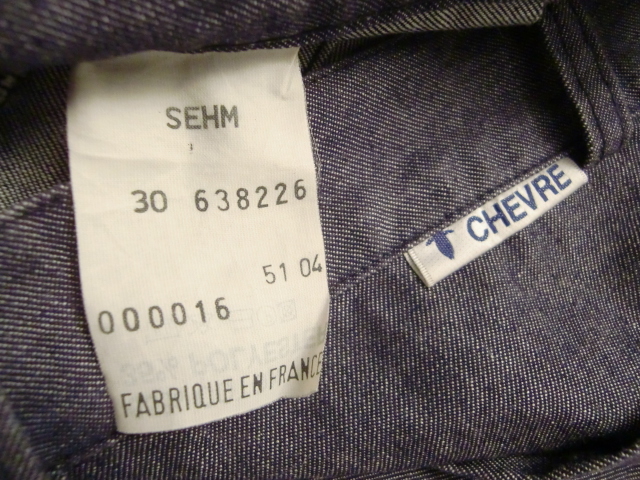 SEHM
30 638226
51 04
000016
FABRIQUE EN FRANCE
CHEVRE